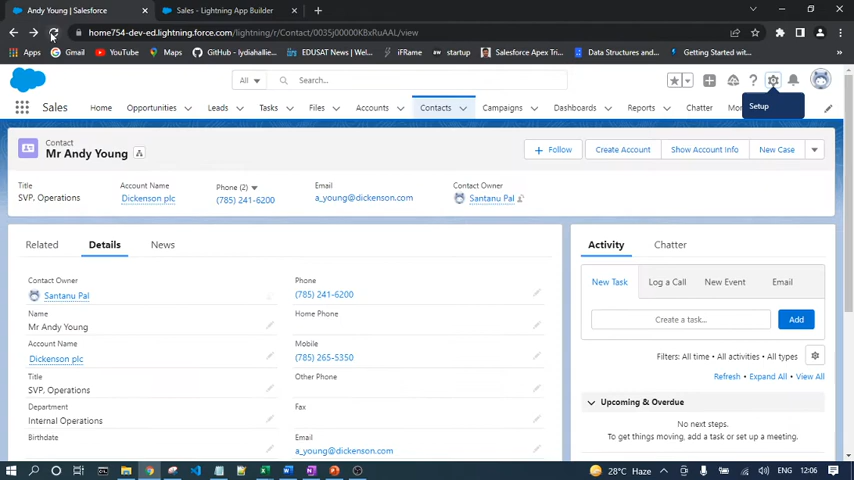 Andy Young | Salesforce
Sales - Lightning App Builder
home754-dev-ed.lightning.force.com/lightning/r/Contact/0035j00000KBxRuAAL/view
Apps Gmail YouTube Maps GitHub - lydiahallie... EDUSAT News | Wel... iFRame startup Salesforce Apex Tri... Data Structures and... Getting Started wit...
All Search...
Sales Home Opportunities Leads Tasks Files Accounts Contacts Campaigns Dashboards Reports Chatter
Setup
Contact
Mr Andy Young
Follow Create Account Show Account Info New Case
Title Account Name Phone (2) Email Contact Owner
SVP, Operations Dickenson plc (785) 241-6200 a_young@dickenson.com Santanu Pal
Related Details News
Activity Chatter
New Task Log a Call New Event Email
Create a task... Add
Filters: All time • All activities • All types
Refresh • Expand All • View All
Upcoming & Overdue
No next steps.
To get things moving, add a task or set up a meeting.
Contact Owner
Santanu Pal
Name
Mr Andy Young
Account Name
Dickenson plc
Title
SVP, Operations
Department
Internal Operations
Birthdate
Phone
(785) 241-6200
Home Phone
Mobile
(785) 265-5350
Other Phone
Fax
Email
a_young@dickenson.com
28°C Haze ENG 12:06